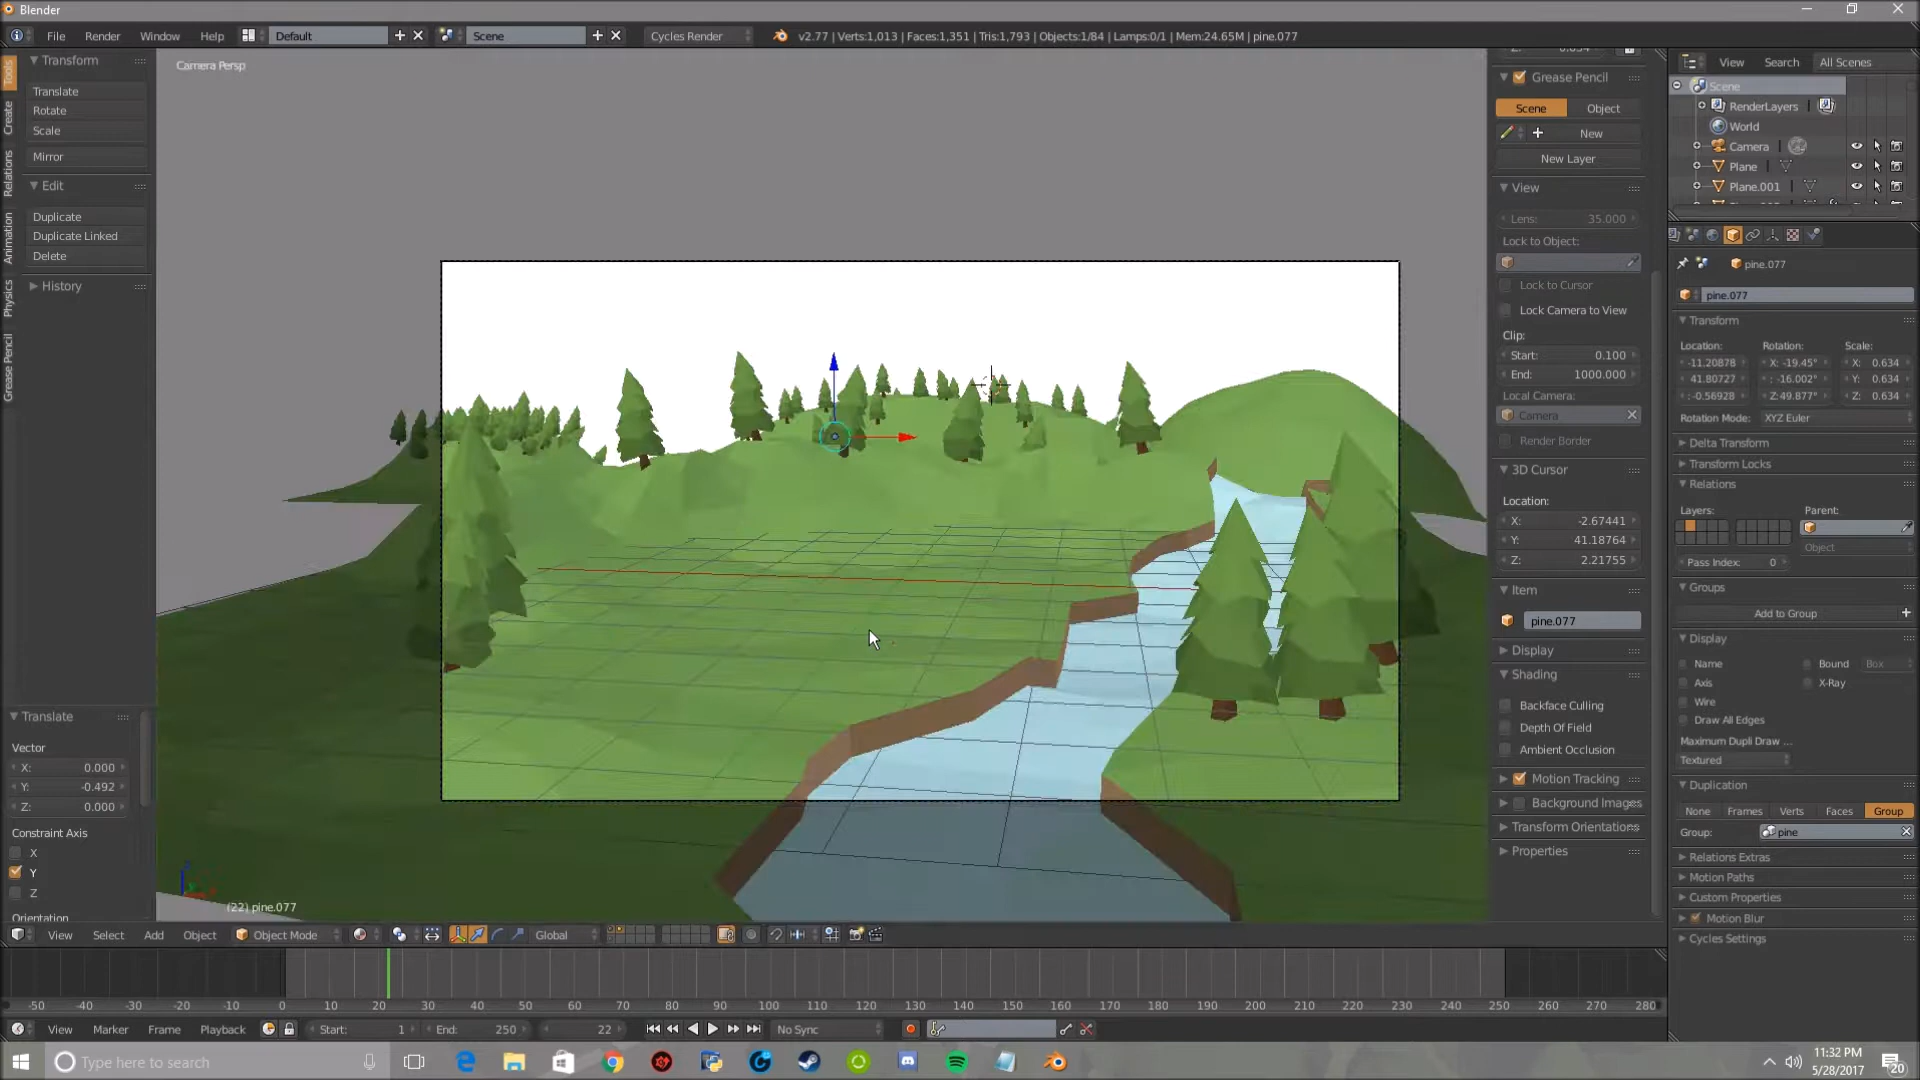 Blender
File Render Window Help Default Scene Cycles Render v2.77 | Verts:1,013 | Faces:1,351 | Tris:1,793 | Objects:1/84 | Lamps:0/1 | Mem:24.65M | pine.077
Tools
Create
Relations
Animation
Physics
Grease Pencil
Transform
Translate
Rotate
Scale
Mirror
Edit
Duplicate
Duplicate Linked
Delete
History
Translate
Vector
X: 0.000
Y: -0.492
Z: 0.000
Constraint Axis
X
Y
Z
Orientation
Camera Persp
(22) pine.077
Grease Pencil
Scene Object
New
New Layer
View
Lens: 35.000
Lock to Object:
Lock to Cursor
Lock Camera to View
Clip:
Start: 0.100
End: 1000.000
Local Camera:
Camera
Render Border
3D Cursor
Location:
X: -2.67441
Y: 41.18764
Z: 2.21755
Item
pine.077
Display
Shading
Backface Culling
Depth Of Field
Ambient Occlusion
Motion Tracking
Background Images
Transform Orientations
Properties
View Search All Scenes
Scene
RenderLayers
World
Camera
Plane
Plane.001
pine.077
pine.077
Transform
Location: Rotation: Scale:
-11.20878 X: -19.45° X: 0.634
41.80727 : -16.002° Y: 0.634
:-0.56928 Z:49.877° Z: 0.634
Rotation Mode: XYZ Euler
Delta Transform
Transform Locks
Relations
Layers: Parent:
Object
Pass Index: 0
Groups
Add to Group
Display
Name Bound Box
Axis X-Ray
Wire
Draw All Edges
Maximum Dupli Draw ...
Textured
Duplication
None Frames Verts Faces Group
Group: pine
Relations Extras
Motion Paths
Custom Properties
Motion Blur
Cycles Settings
View Select Add Object Object Mode Global
-50 -40 -30 -20 -10 0 10 20 30 40 50 60 70 80 90 100 110 120 130 140 150 160 170 180 190 200 210 220 230 240 250 260 270 280
View Marker Frame Playback Start: 1 End: 250 22 No Sync
Type here to search
11:32 PM
5/28/2017
20